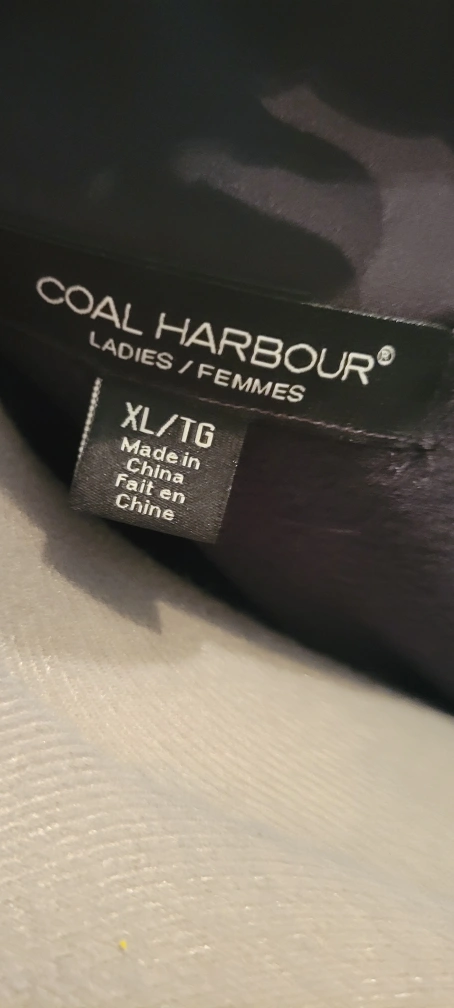 COAL HARBOUR®
LADIES / FEMMES
XL/TG
Made in
China
Fait en
Chine